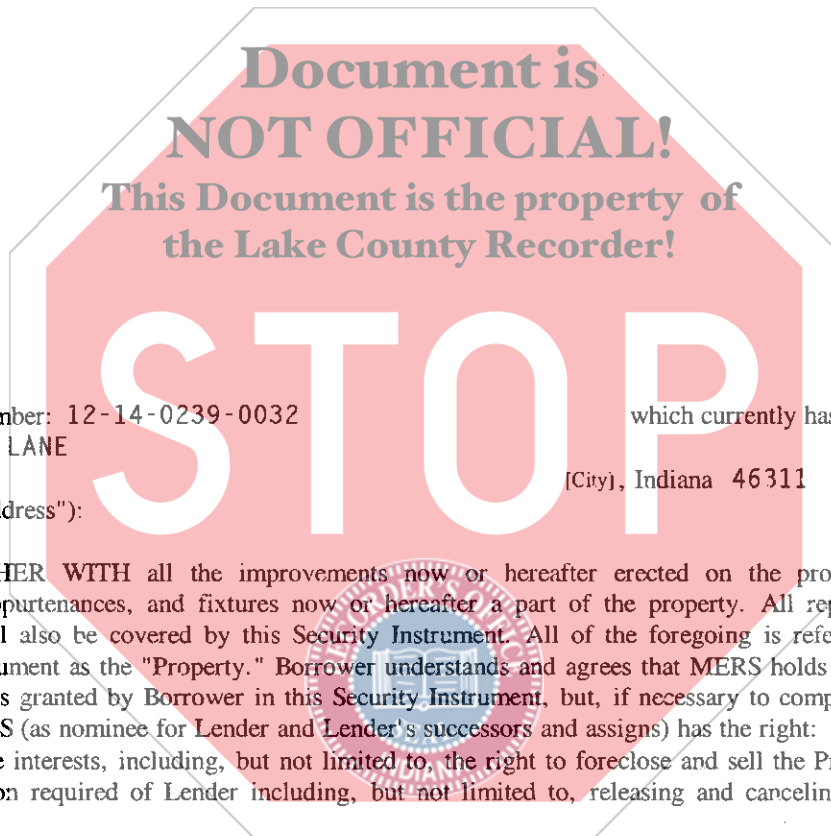 Document is
NOT OFFICIAL!
This Document is the property of
the Lake County Recorder!
STOP
mber: 12-14-0239-0032 which currently has
LANE
[City], Indiana 46311
dress"):
HER WITH all the improvements now or hereafter erected on the pro
purtenances, and fixtures now or hereafter a part of the property. All rep
l also be covered by this Security Instrument. All of the foregoing is refe
ument as the "Property." Borrower understands and agrees that MERS holds
s granted by Borrower in this Security Instrument, but, if necessary to comp
S (as nominee for Lender and Lender's successors and assigns) has the right:
e interests, including, but not limited to, the right to foreclose and sell the P
on required of Lender including, but not limited to, releasing and cancelin
RECORDER'S OFFICE
SEAL
INDIANA